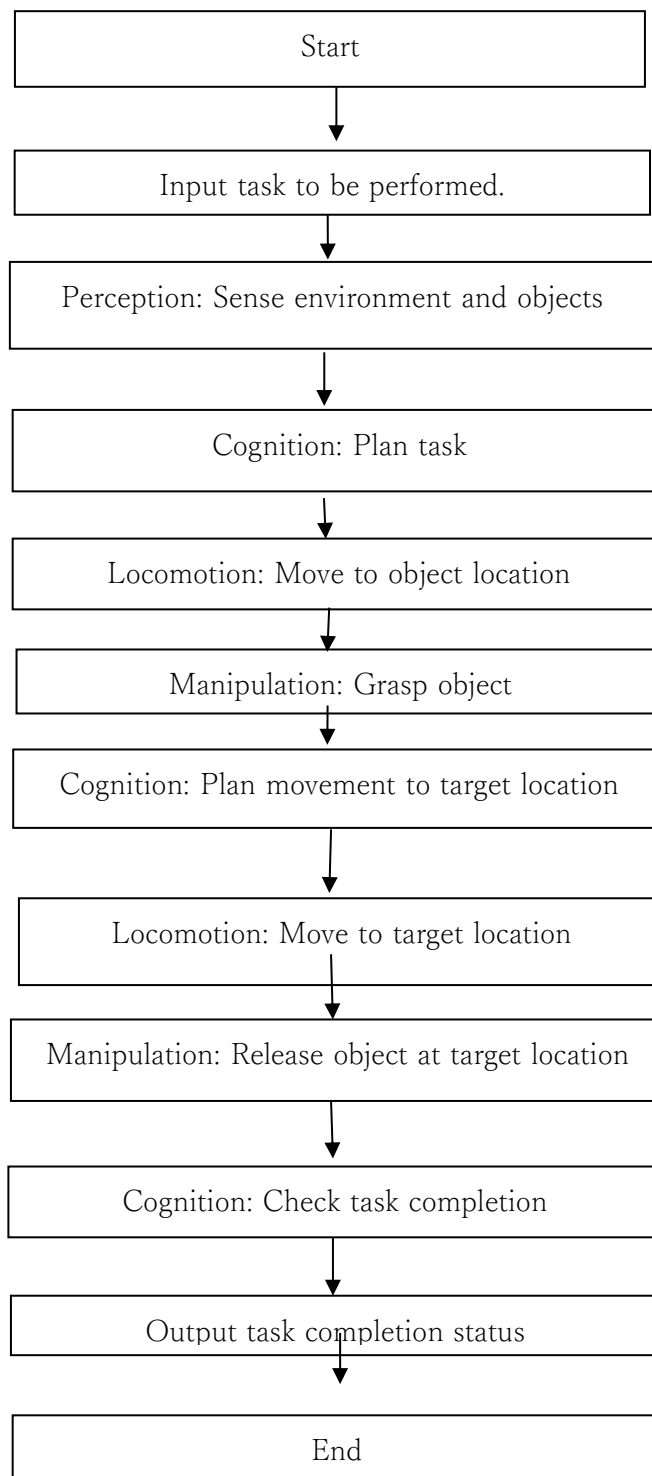 Start
Input task to be performed.
Perception: Sense environment and objects
Cognition: Plan task
Locomotion: Move to object location
Manipulation: Grasp object
Cognition: Plan movement to target location
Locomotion: Move to target location
Manipulation: Release object at target location
Cognition: Check task completion
Output task completion status
End